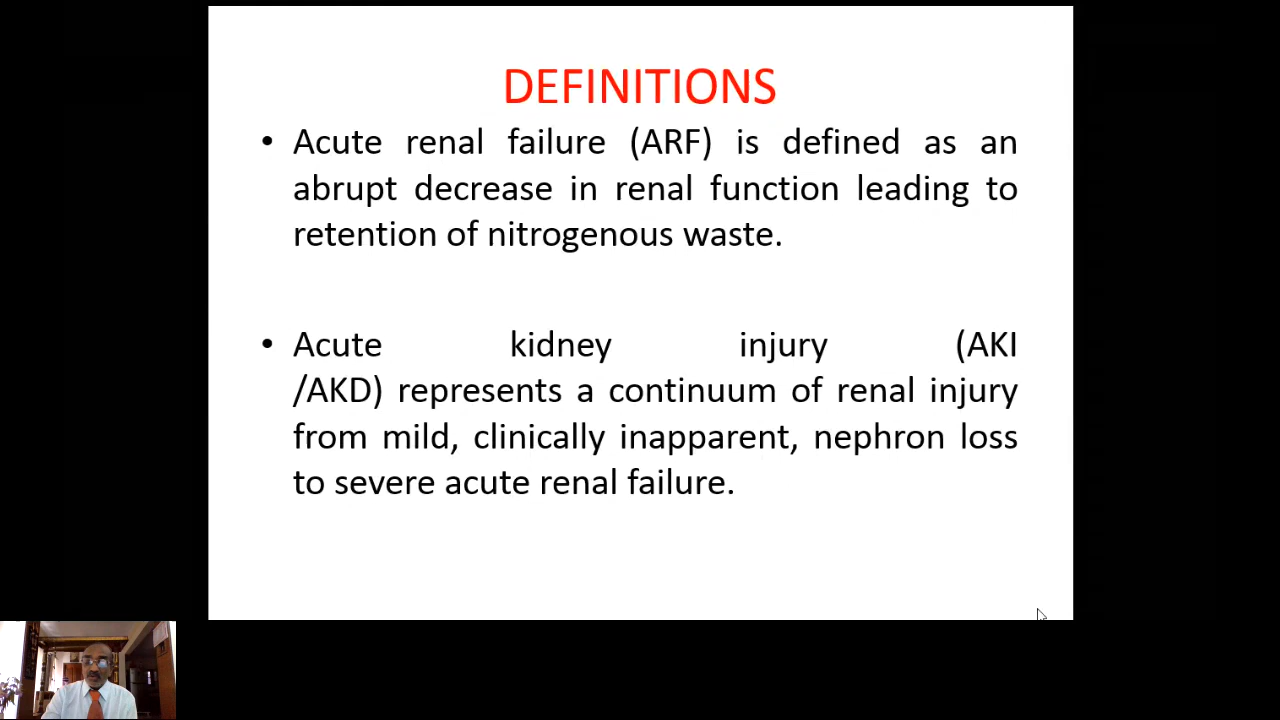 DEFINITIONS
• Acute renal failure (ARF) is defined as an
abrupt decrease in renal function leading to
retention of nitrogenous waste.
• Acute kidney injury (AKI
/AKD) represents a continuum of renal injury
from mild, clinically inapparent, nephron loss
to severe acute renal failure.